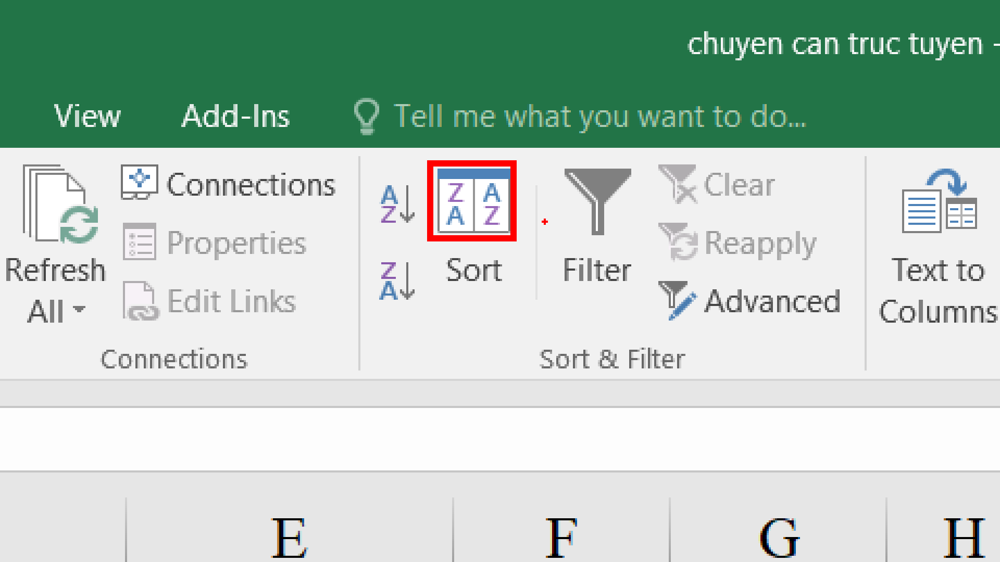 chuyen can truc tuyen -
View Add-Ins Tell me what you want to do...
Refresh All
Connections
Properties
Edit Links
Connections
A Z
Z A
Z A A Z
Sort
Filter
Clear
Reapply
Advanced
Sort & Filter
Text to
Columns
E F G H